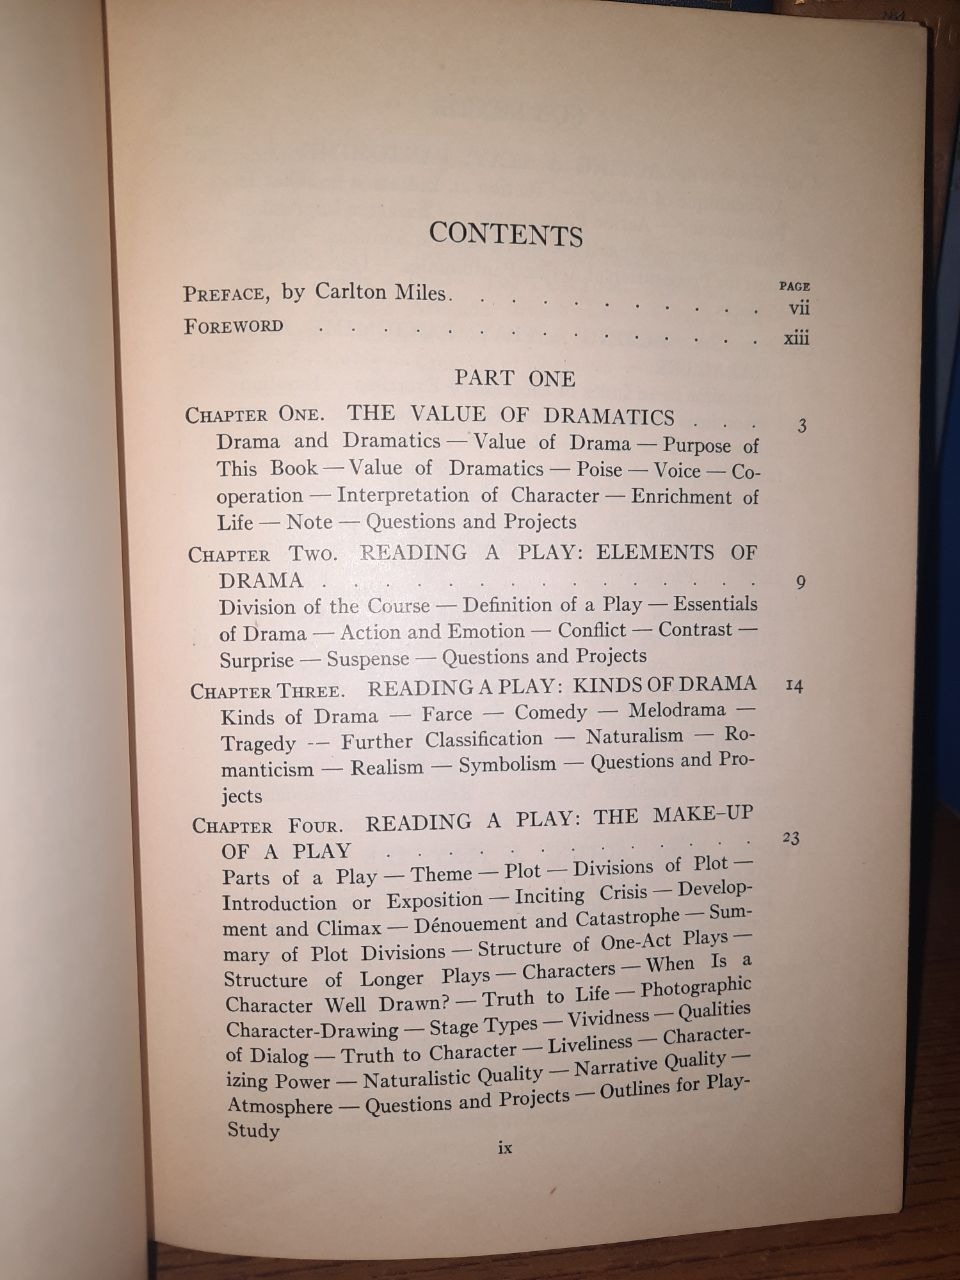 CONTENTS
PAGE
PREFACE, by Carlton Miles. . . . . . . . . . . vii
FOREWORD . . . . . . . . . . . . . . . xiii
PART ONE
CHAPTER ONE. THE VALUE OF DRAMATICS . . . 3
Drama and Dramatics — Value of Drama — Purpose of
This Book — Value of Dramatics — Poise — Voice — Co-
operation — Interpretation of Character — Enrichment of
Life — Note — Questions and Projects
CHAPTER TWO. READING A PLAY: ELEMENTS OF
DRAMA . . . . . . . . . . . . . . . 9
Division of the Course — Definition of a Play — Essentials
of Drama — Action and Emotion — Conflict — Contrast —
Surprise — Suspense — Questions and Projects
CHAPTER THREE. READING A PLAY: KINDS OF DRAMA 14
Kinds of Drama — Farce — Comedy — Melodrama —
Tragedy -- Further Classification — Naturalism — Ro-
manticism — Realism — Symbolism — Questions and Pro-
jects
CHAPTER FOUR. READING A PLAY: THE MAKE-UP
OF A PLAY . . . . . . . . . . . . . 23
Parts of a Play — Theme — Plot — Divisions of Plot —
Introduction or Exposition — Inciting Crisis — Develop-
ment and Climax — Dénouement and Catastrophe — Sum-
mary of Plot Divisions — Structure of One-Act Plays —
Structure of Longer Plays — Characters — When Is a
Character Well Drawn? — Truth to Life — Photographic
Character-Drawing — Stage Types — Vividness — Qualities
of Dialog — Truth to Character — Liveliness — Character-
izing Power — Naturalistic Quality — Narrative Quality —
Atmosphere — Questions and Projects — Outlines for Play-
Study
ix